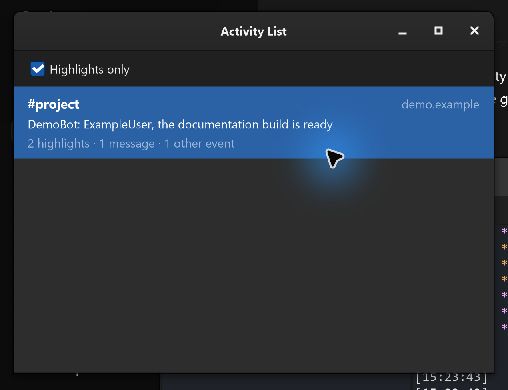 Activity List
Highlights only
#project
demo.example
DemoBot: ExampleUser, the documentation build is ready
2 highlights · 1 message · 1 other event
ty
g
*
*
*
*
*
*
*
[15:23:43]